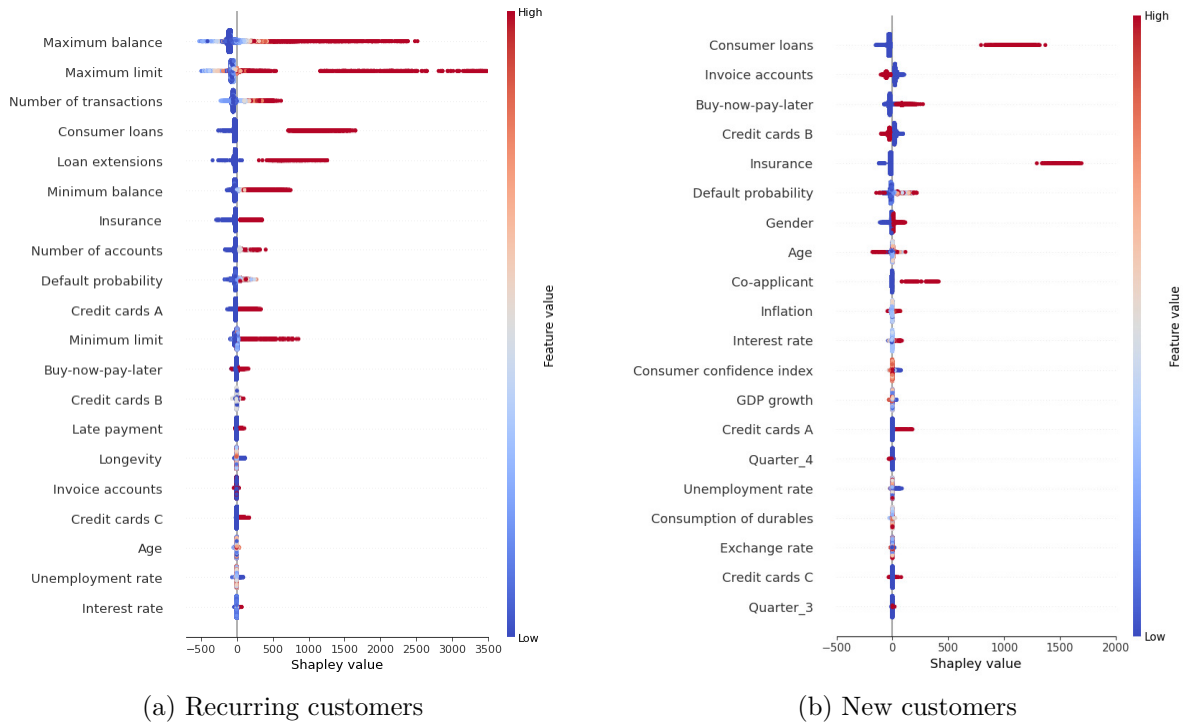 Maximum balance
Maximum limit
Number of transactions
Consumer loans
Loan extensions
Minimum balance
Insurance
Number of accounts
Default probability
Credit cards A
Minimum limit
Buy-now-pay-later
Credit cards B
Late payment
Longevity
Invoice accounts
Credit cards C
Age
Unemployment rate
Interest rate
−500 0 500 1000 1500 2000 2500 3000 3500
Shapley value
High
Feature value
Low
(a) Recurring customers
Consumer loans
Invoice accounts
Buy-now-pay-later
Credit cards B
Insurance
Default probability
Gender
Age
Co-applicant
Inflation
Interest rate
Consumer confidence index
GDP growth
Credit cards A
Quarter_4
Unemployment rate
Consumption of durables
Exchange rate
Credit cards C
Quarter_3
−500 0 500 1000 1500 2000
Shapley value
High
Feature value
Low
(b) New customers